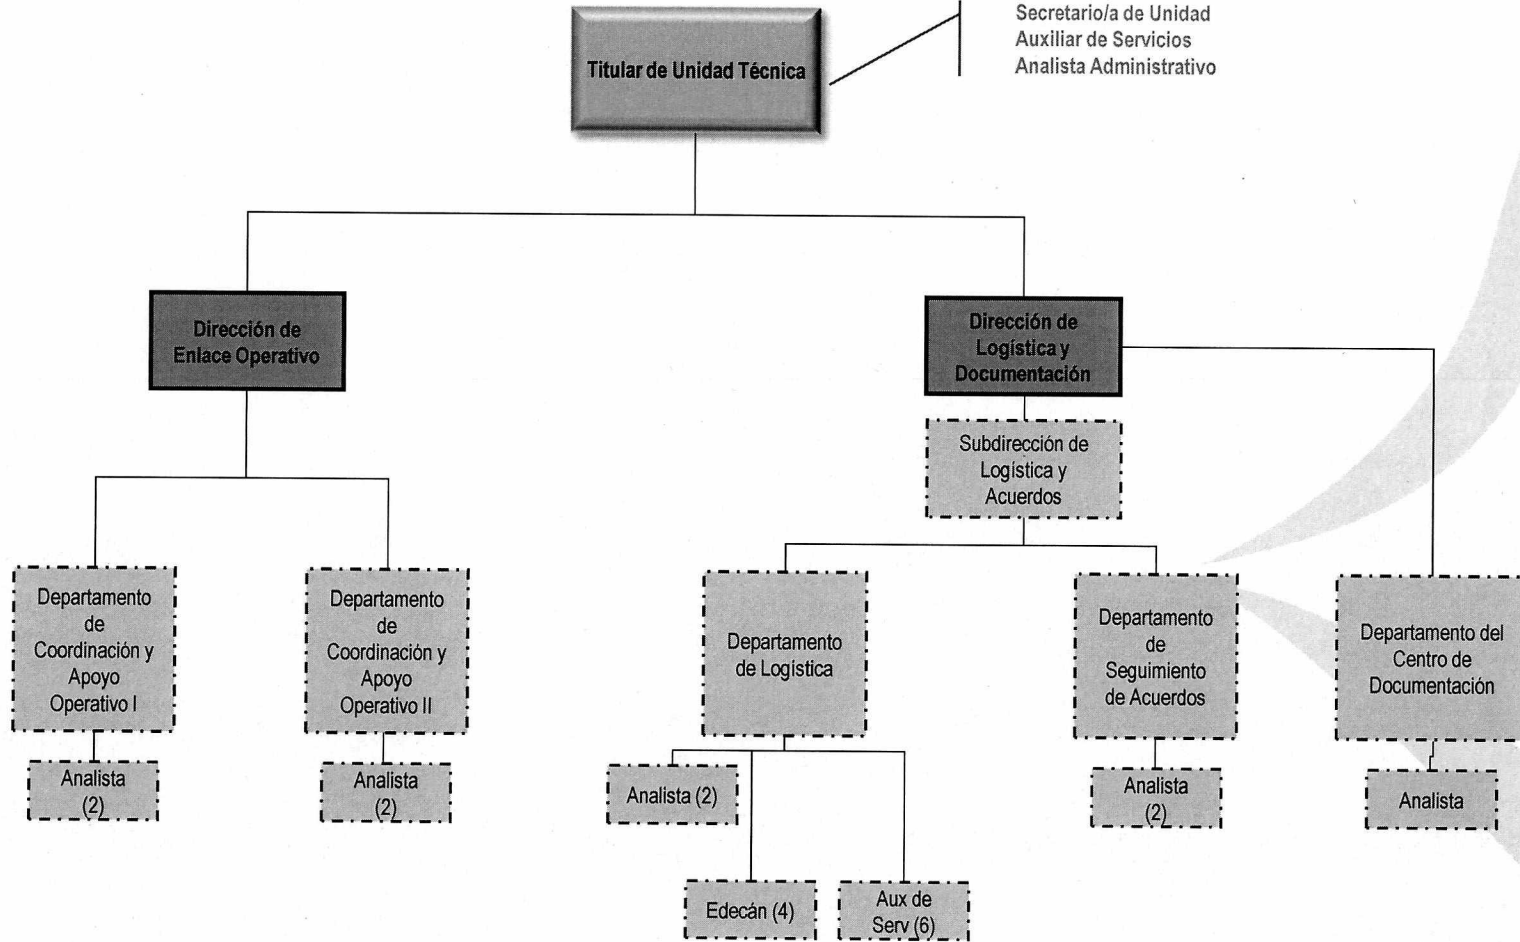 Secretario/a de Unidad
Auxiliar de Servicios
Analista Administrativo
Titular de Unidad Técnica
Dirección de
Enlace Operativo
Dirección de
Logística y
Documentación
Subdirección de
Logística y
Acuerdos
Departamento
de
Coordinación y
Apoyo
Operativo I
Departamento
de
Coordinación y
Apoyo
Operativo II
Departamento
de Logística
Departamento
de
Seguimiento
de Acuerdos
Departamento del
Centro de
Documentación
Analista
(2)
Analista
(2)
Analista (2)
Analista
(2)
Analista
Edecán (4)
Aux de
Serv (6)